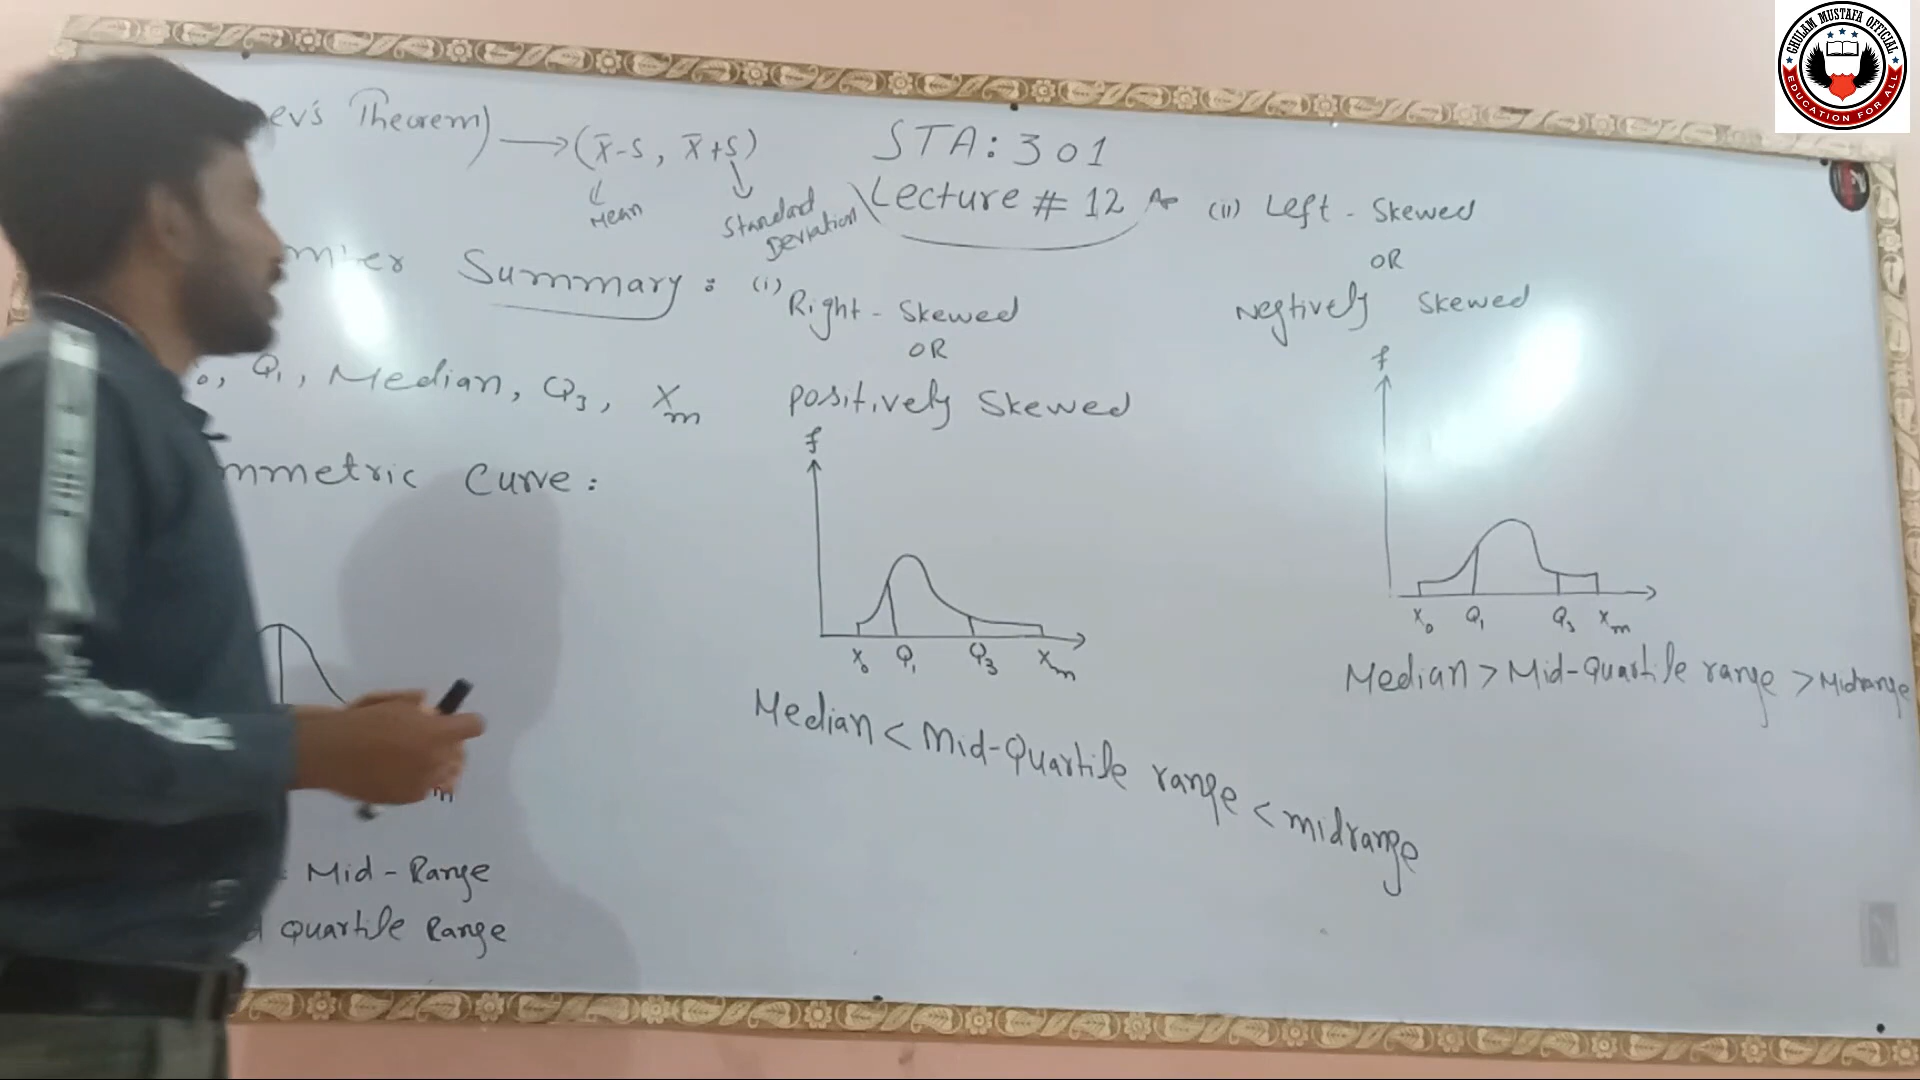 ev's Theorem) → (x̄-s, x̄+s)
Mean
Standard
Deviation
STA: 301
Lecture # 12
Summary :
Q1, Median, Q3, Xm
mmetric Curve :
Mid - Range
Quartile Range
(i) Right - Skewed
OR
positively Skewed
f
X0 Q1 Q3 Xm
Median < Mid-Quartile range < midrange
(ii) Left - Skewed
OR
Negtively Skewed
f
X0 Q1 Q3 Xm
Median > Mid-Quartile range > Midrange
GHULAM MUSTAFA OFFICIAL
EDUCATION FOR ALL